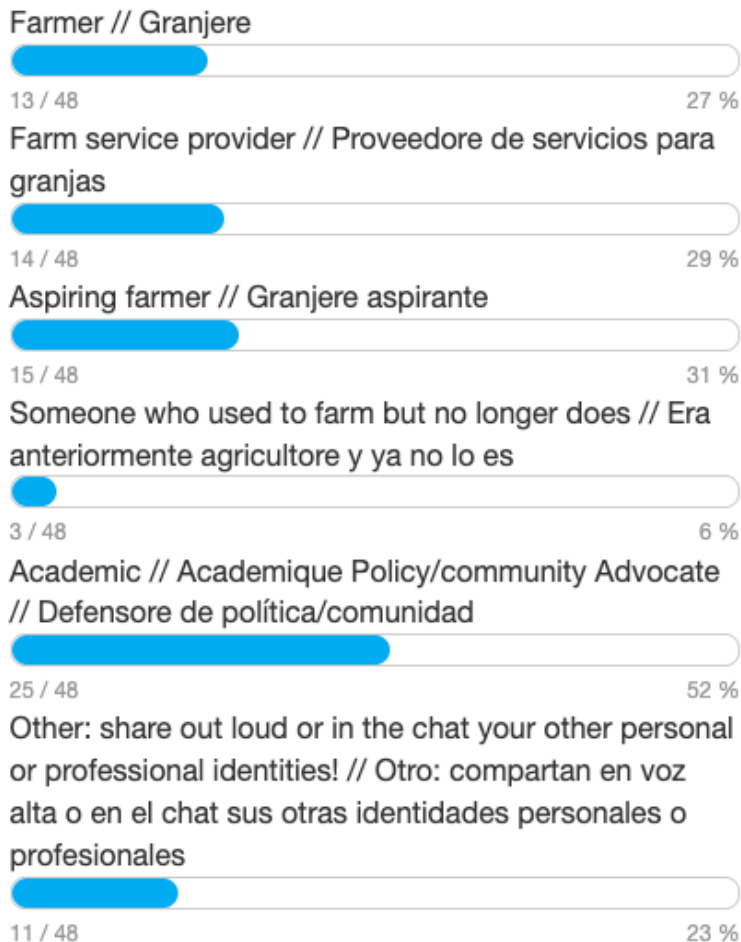 Farmer // Granjere
13 / 48
27 %
Farm service provider // Proveedore de servicios para
granjas
14 / 48
29 %
Aspiring farmer // Granjere aspirante
15 / 48
31 %
Someone who used to farm but no longer does // Era
anteriormente agricultore y ya no lo es
3 / 48
6 %
Academic // Academique Policy/community Advocate
// Defensore de política/comunidad
25 / 48
52 %
Other: share out loud or in the chat your other personal
or professional identities! // Otro: compartan en voz
alta o en el chat sus otras identidades personales o
profesionales
11 / 48
23 %